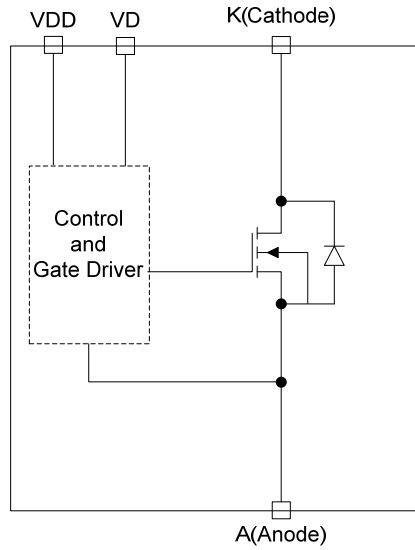 VDD VD K(Cathode)
Control
and
Gate Driver
A(Anode)